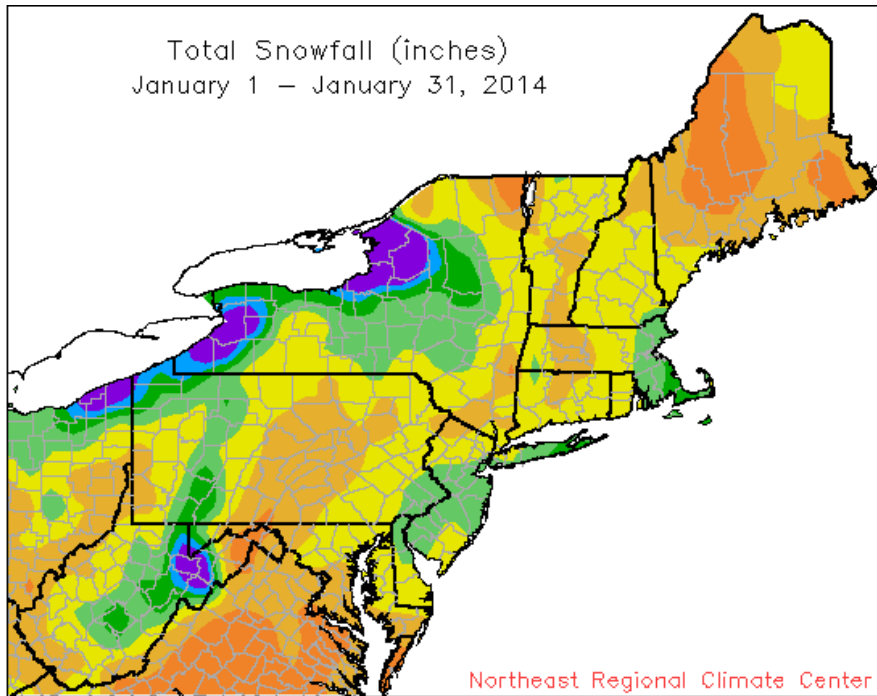 Total Snowfall (inches)
January 1 – January 31, 2014
Northeast Regional Climate Center